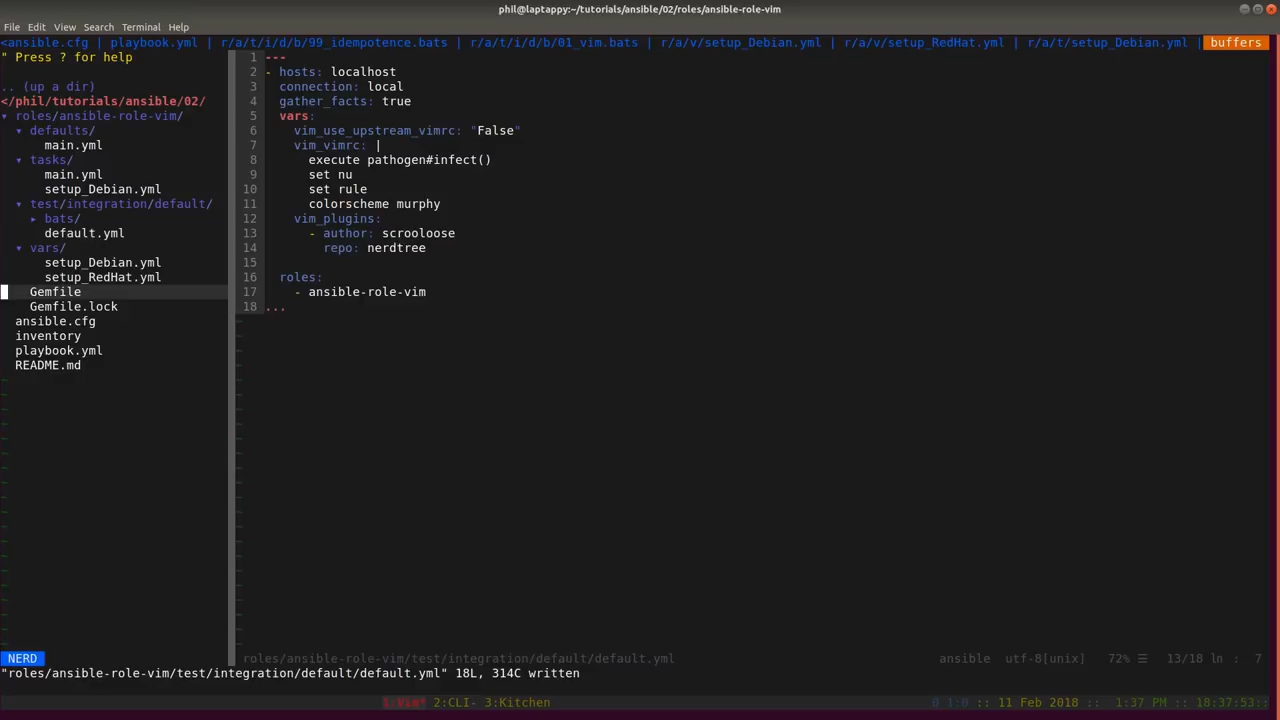 phil@laptappy:~/tutorials/ansible/02/roles/ansible-role-vim
File Edit View Search Terminal Help
<ansible.cfg | playbook.yml | r/a/t/i/d/b/99_idempotence.bats | r/a/t/i/d/b/01_vim.bats | r/a/v/setup_Debian.yml | r/a/v/setup_RedHat.yml | r/a/t/setup_Debian.yml | buffers
" Press ? for help
.. (up a dir)
</phil/tutorials/ansible/02/
▾ roles/ansible-role-vim/
▾ defaults/
main.yml
▾ tasks/
main.yml
setup_Debian.yml
▾ test/integration/default/
▸ bats/
default.yml
▾ vars/
setup_Debian.yml
setup_RedHat.yml
Gemfile
Gemfile.lock
ansible.cfg
inventory
playbook.yml
README.md
1 ---
2 - hosts: localhost
3 connection: local
4 gather_facts: true
5 vars:
6 vim_use_upstream_vimrc: "False"
7 vim_vimrc: |
8 execute pathogen#infect()
9 set nu
10 set rule
11 colorscheme murphy
12 vim_plugins:
13 - author: scrooloose
14 repo: nerdtree
15
16 roles:
17 - ansible-role-vim
18 ...
NERD roles/ansible-role-vim/test/integration/default/default.yml ansible utf-8[unix] 72% ☰ 13/18 ln : 7
"roles/ansible-role-vim/test/integration/default/default.yml" 18L, 314C written
1:Vim* 2:CLI- 3:Kitchen :: 11 Feb 2018 :: 1:37 PM :: 18:37:53::